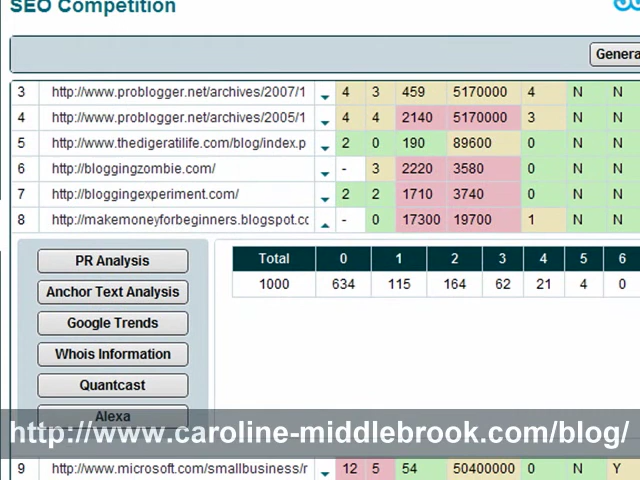 SEO Competition
Genera
3 http://www.problogger.net/archives/2007/1 4 3 459 5170000 4 N N
4 http://www.problogger.net/archives/2005/1 4 4 2140 5170000 3 N N
5 http://www.thedigeratilife.com/blog/index.p 2 0 190 89600 0 N N
6 http://bloggingzombie.com/ - 3 2220 3580 0 N N
7 http://bloggingexperiment.com/ 2 2 1710 3740 0 N N
8 http://makemoneyforbeginners.blogspot.co - 0 17300 19700 1 N N
PR Analysis
Anchor Text Analysis
Google Trends
Whois Information
Quantcast
Alexa
Total 0 1 2 3 4 5 6
1000 634 115 164 62 21 4 0
http://www.caroline-middlebrook.com/blog/
9 http://www.microsoft.com/smallbusiness/r 12 5 54 50400000 0 N Y